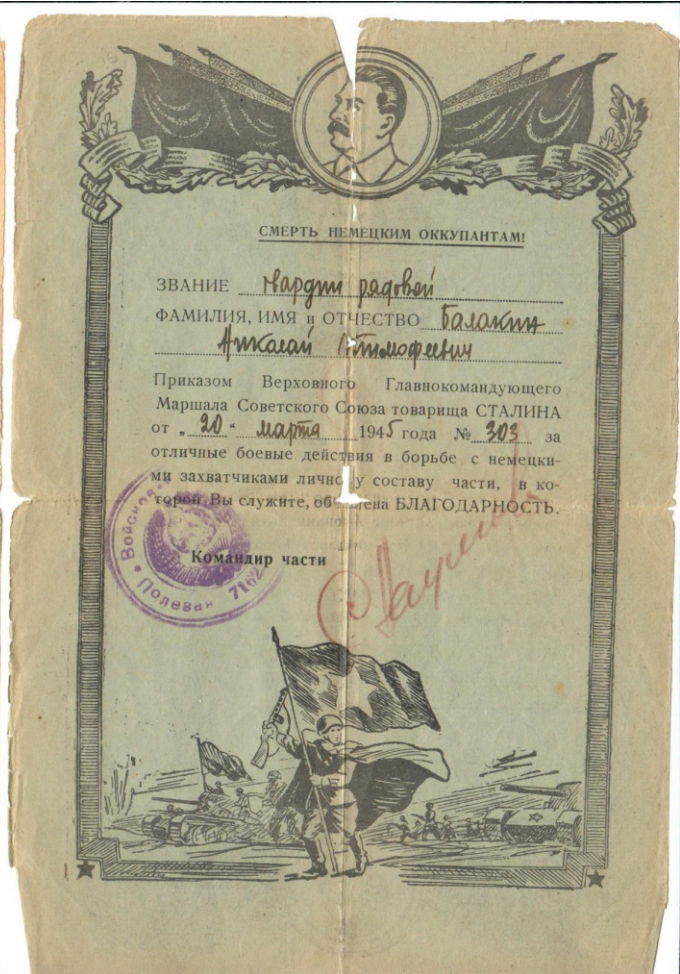 СМЕРТЬ НЕМЕЦКИМ ОККУПАНТАМ!
ЗВАНИЕ гвардии рядовой
ФАМИЛИЯ, ИМЯ и ОТЧЕСТВО Балакин
Николай Тимофеевич
Приказом Верховного Главнокомандующего
Маршала Советского Союза товарища СТАЛИНА
от „20" марта 1945 года № 303 за
отличные боевые действия в борьбе с немецки-
ми захватчиками личному составу части, в ко-
торой Вы служите, объявлена БЛАГОДАРНОСТЬ.
Командир части
Полевая